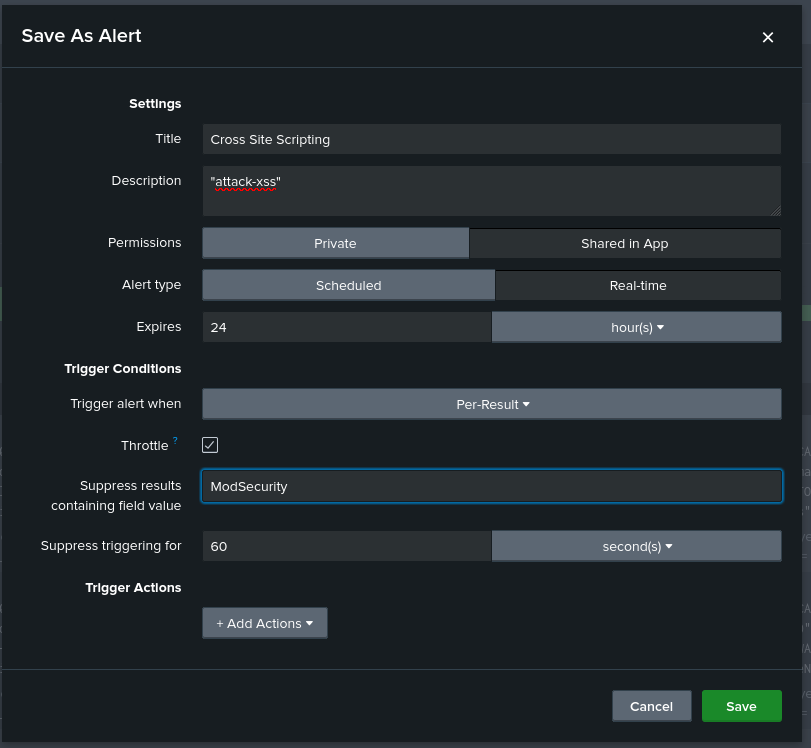 Save As Alert
Settings
Title
Cross Site Scripting
Description
"attack-xss"
Permissions
Private
Shared in App
Alert type
Scheduled
Real-time
Expires
24
hour(s)
Trigger Conditions
Trigger alert when
Per-Result
Throttle ?
Suppress results
containing field value
ModSecurity
Suppress triggering for
60
second(s)
Trigger Actions
+ Add Actions
Cancel
Save